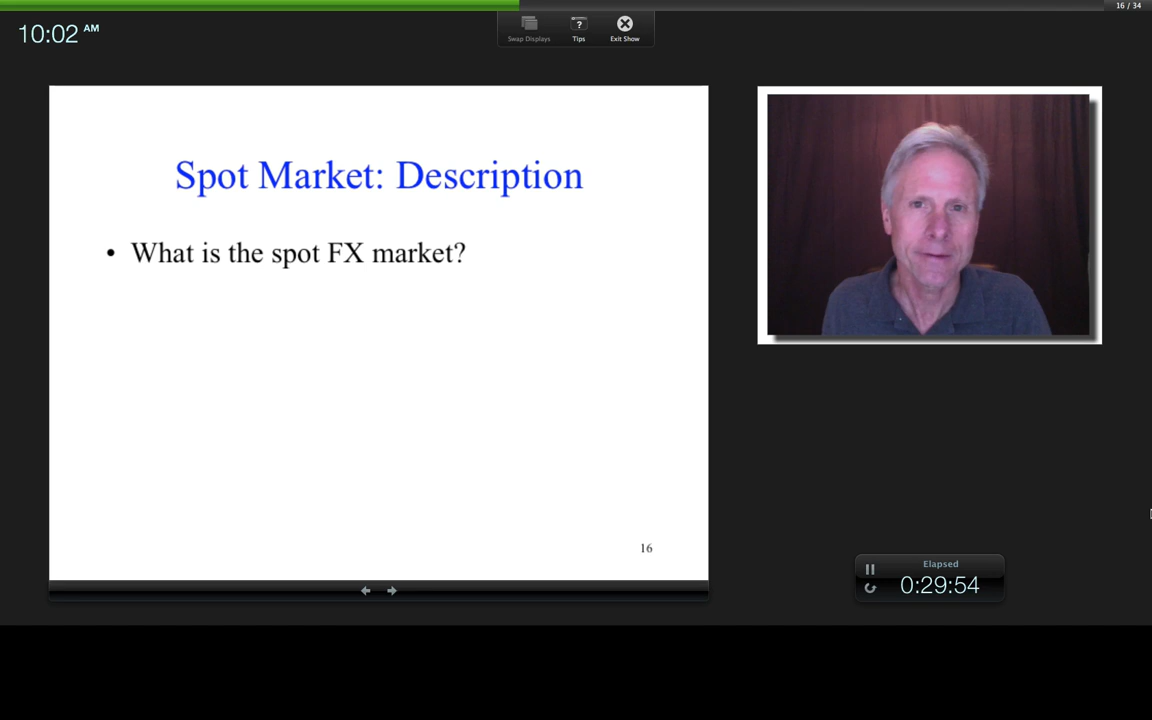 16 / 34
10:02 AM
Swap Displays
Tips
Exit Show
Spot Market: Description
• What is the spot FX market?
16
Elapsed
0:29:54